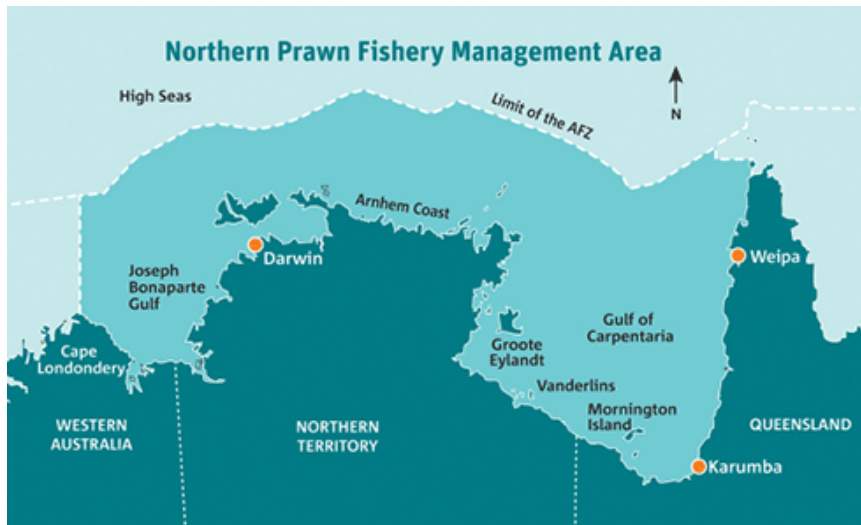 Northern Prawn Fishery Management Area
High Seas
Limit of the AFZ
N
Arnhem Coast
Darwin
Weipa
Joseph
Bonaparte
Gulf
Gulf of
Carpentaria
Groote
Eylandt
Cape
Londondery
Vanderlins
Mornington
Island
WESTERN
AUSTRALIA
NORTHERN
TERRITORY
QUEENSLAND
Karumba